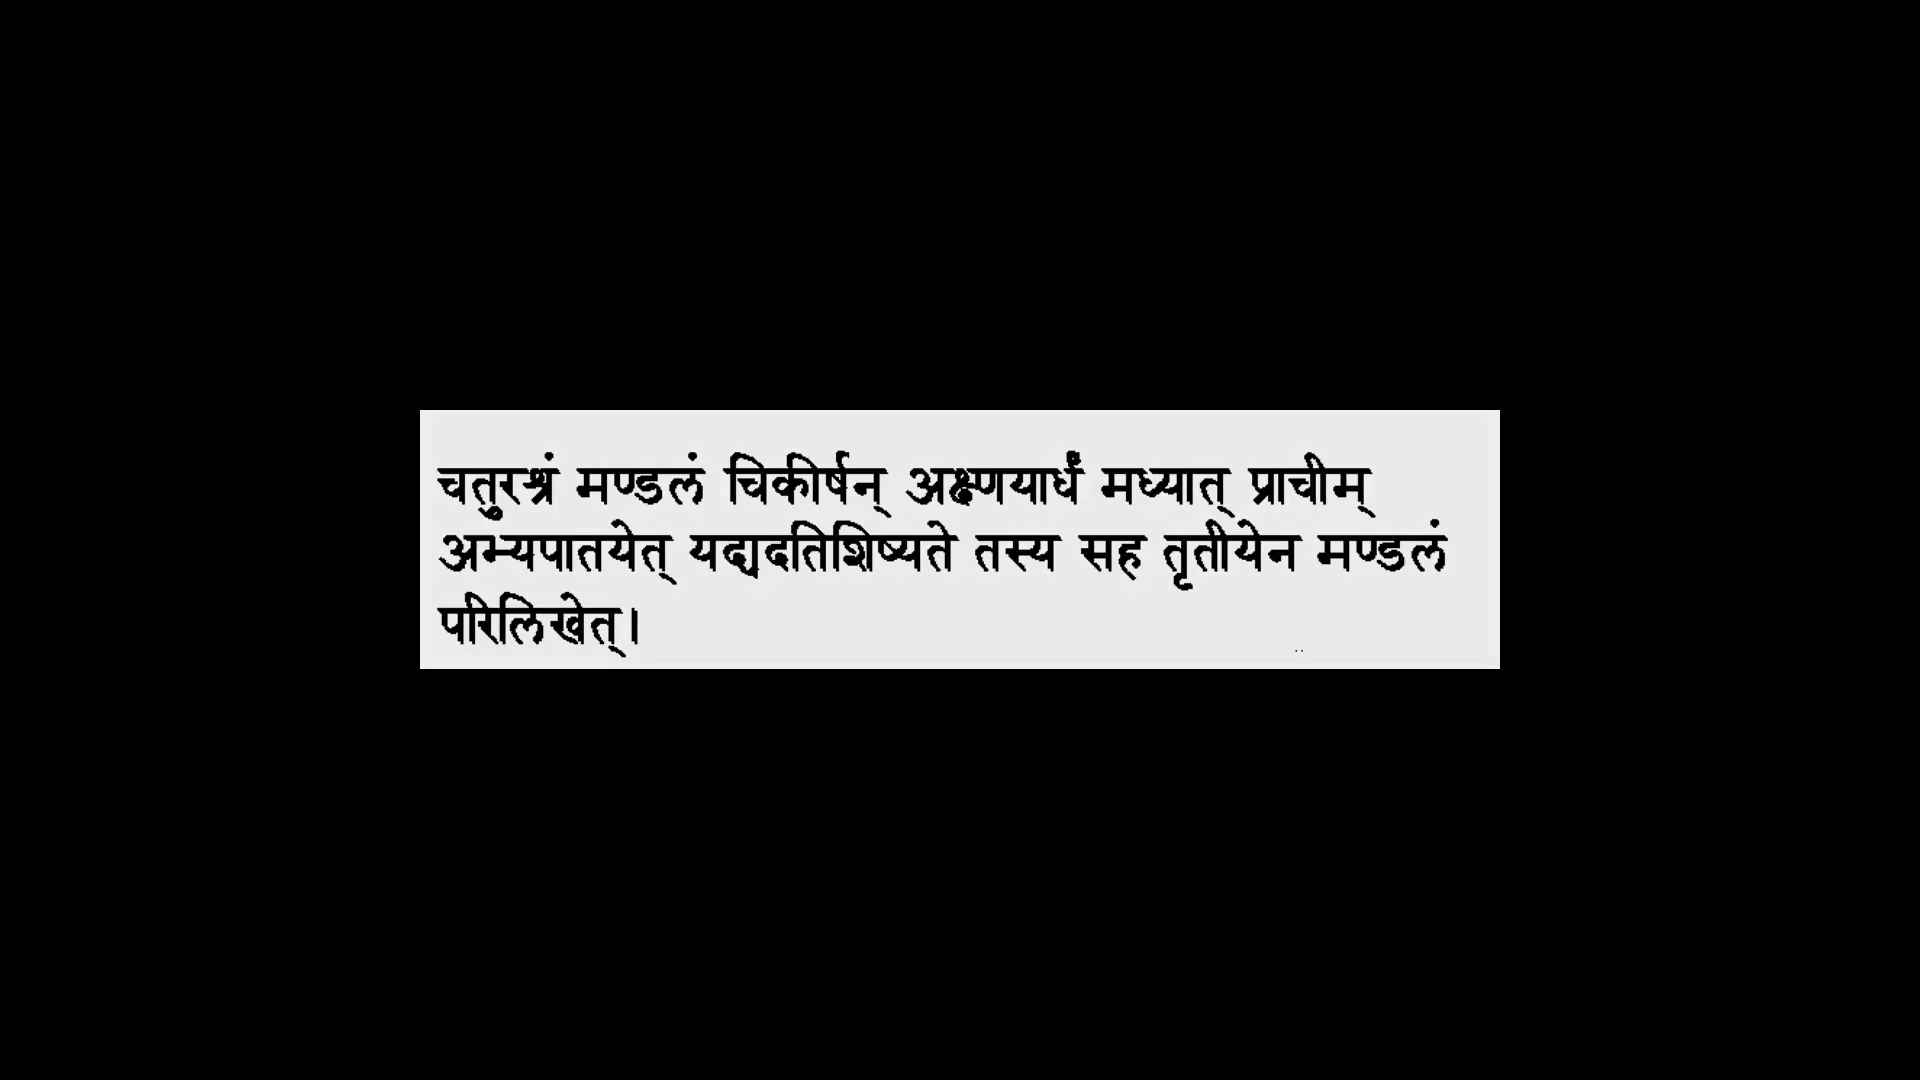 चतुरश्रं मण्डलं चिकीर्षन् अक्ष्णयार्धं मध्यात् प्राचीम्
अभ्यपातयेत् यद्यदतिशिष्यते तस्य सह तृतीयेन मण्डलं
परिलिखेत्।